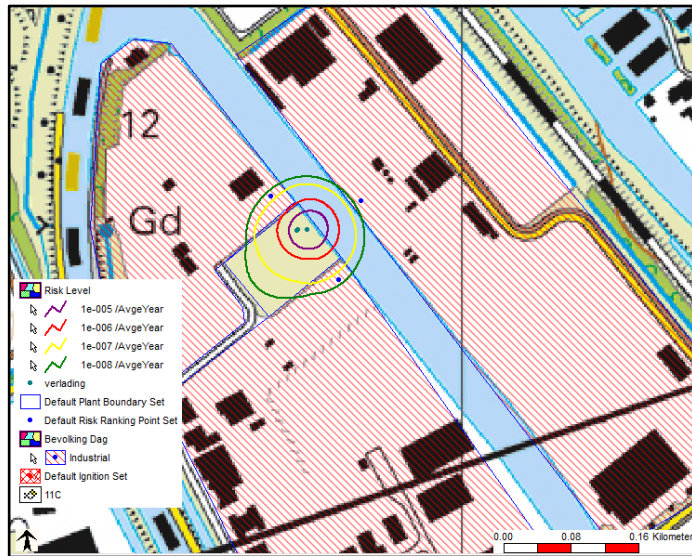 12
Gd
Risk Level
1e-005 /AvgeYear
1e-006 /AvgeYear
1e-007 /AvgeYear
1e-008 /AvgeYear
verlading
Default Plant Boundary Set
Default Risk Ranking Point Set
Bevolking Dag
Industrial
Default Ignition Set
11C
0.00 0.08 0.16 Kilometer